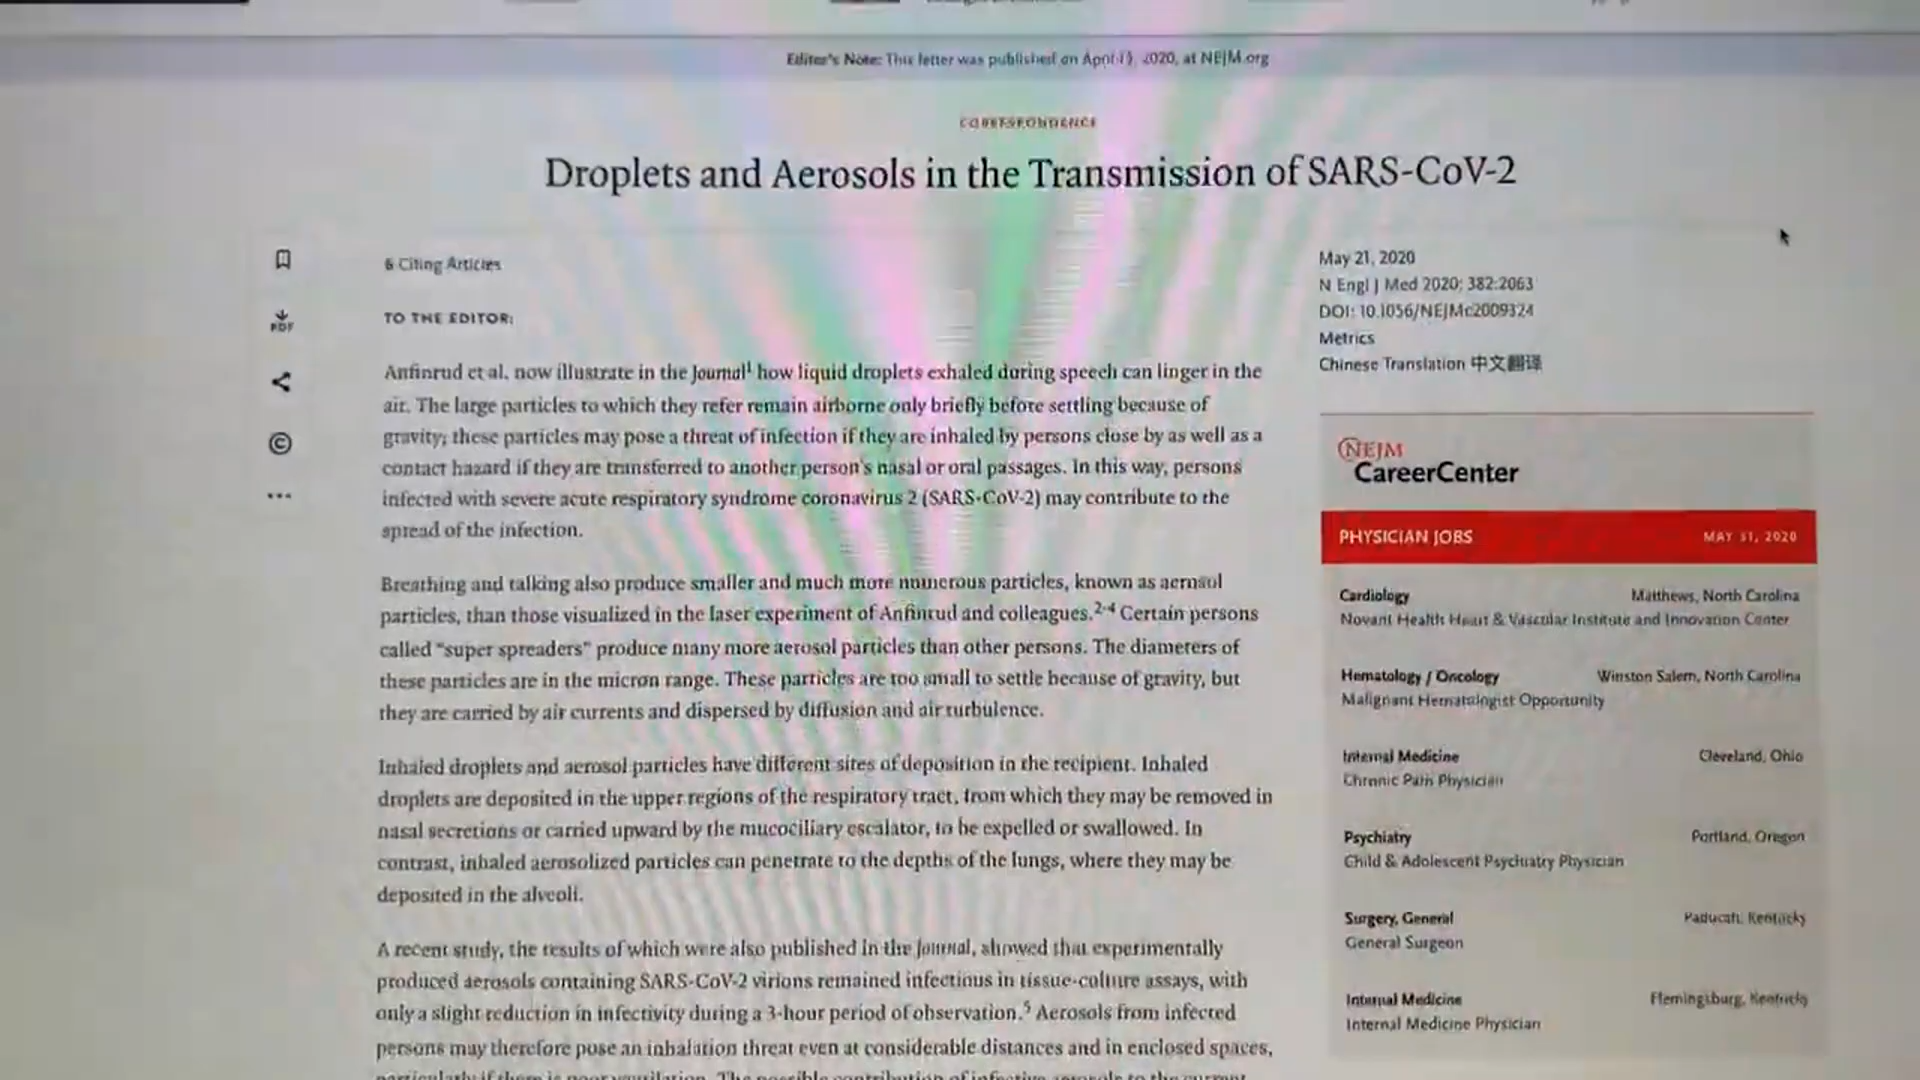 Editor's Note: This letter was published on April 15, 2020, at NEJM.org
CORRESPONDENCE
Droplets and Aerosols in the Transmission of SARS-CoV-2
6 Citing Articles
TO THE EDITOR:
Anfinrud et al. now illustrate in the Journal1 how liquid droplets exhaled during speech can linger in the
air. The large particles to which they refer remain airborne only briefly before settling because of
gravity; these particles may pose a threat of infection if they are inhaled by persons close by as well as a
contact hazard if they are transferred to another person's nasal or oral passages. In this way, persons
infected with severe acute respiratory syndrome coronavirus 2 (SARS-CoV-2) may contribute to the
spread of the infection.
Breathing and talking also produce smaller and much more numerous particles, known as aerosol
particles, than those visualized in the laser experiment of Anfinrud and colleagues.2-4 Certain persons
called "super spreaders" produce many more aerosol particles than other persons. The diameters of
these particles are in the micron range. These particles are too small to settle because of gravity, but
they are carried by air currents and dispersed by diffusion and air turbulence.
Inhaled droplets and aerosol particles have different sites of deposition in the recipient. Inhaled
droplets are deposited in the upper regions of the respiratory tract, from which they may be removed in
nasal secretions or carried upward by the mucociliary escalator, to be expelled or swallowed. In
contrast, inhaled aerosolized particles can penetrate to the depths of the lungs, where they may be
deposited in the alveoli.
A recent study, the results of which were also published in the Journal, showed that experimentally
produced aerosols containing SARS-CoV-2 virions remained infectious in tissue-culture assays, with
only a slight reduction in infectivity during a 3-hour period of observation.5 Aerosols from infected
persons may therefore pose an inhalation threat even at considerable distances and in enclosed spaces,
particularly if there is poor ventilation. The possible contribution of infective aerosols to the current
PDF
May 21, 2020
N Engl J Med 2020; 382:2063
DOI: 10.1056/NEJMc2009324
Metrics
Chinese Translation 中文翻译
NEJM
CareerCenter
PHYSICIAN JOBS MAY 31, 2020
Cardiology Matthews, North Carolina
Novant Health Heart & Vascular Institute and Innovation Center
Hematology / Oncology Winston Salem, North Carolina
Malignant Hematologist Opportunity
Internal Medicine Cleveland, Ohio
Chronic Pain Physician
Psychiatry Portland, Oregon
Child & Adolescent Psychiatry Physician
Surgery, General Paducah, Kentucky
General Surgeon
Internal Medicine Flemingsburg, Kentucky
Internal Medicine Physician